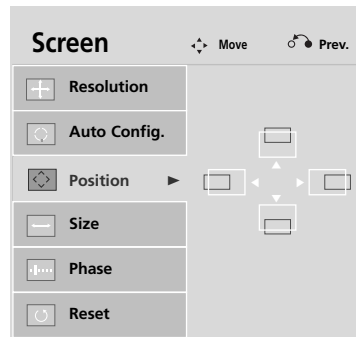 Screen Move Prev.
Resolution
Auto Config.
Position
Size
Phase
Reset